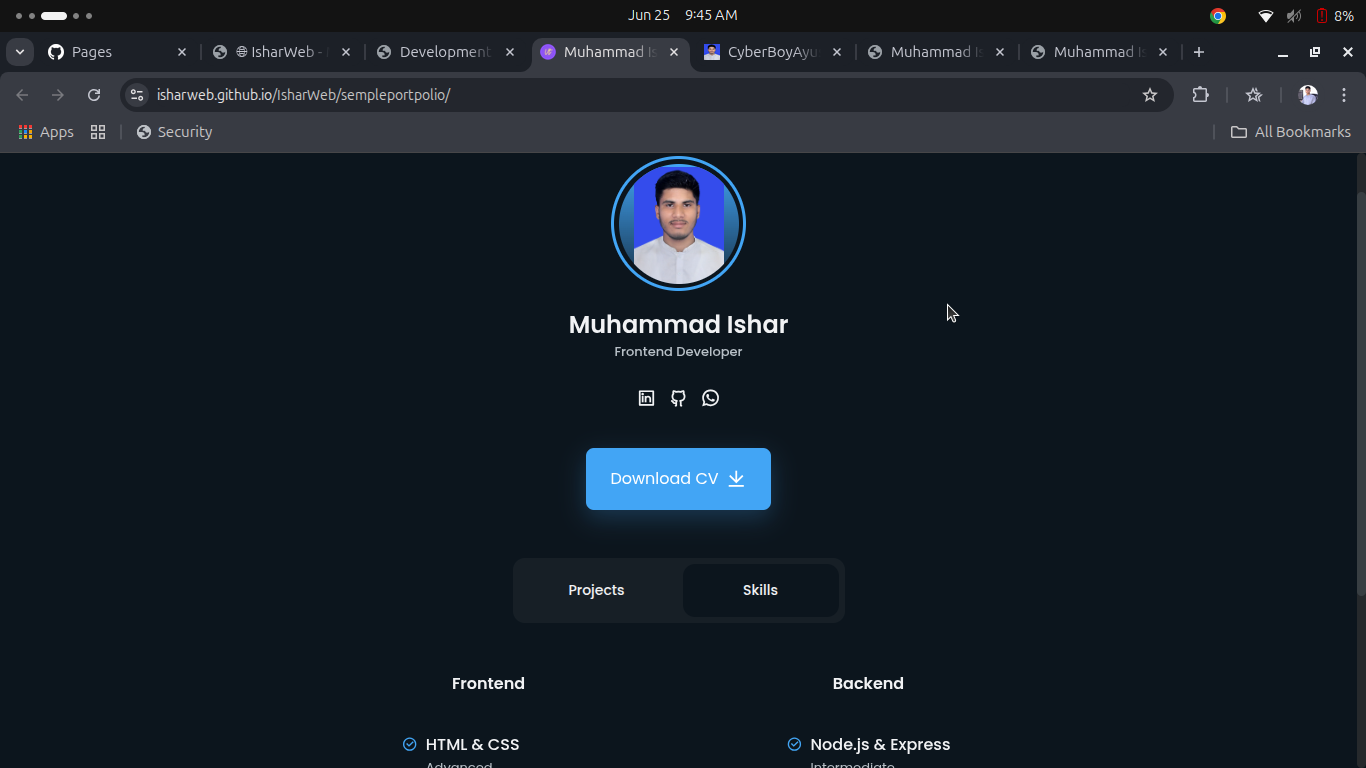 Jun 25 9:45 AM
8%
Pages
IsharWeb -
Development
Muhammad Is
CyberBoyAyu
Muhammad I
Muhammad Is
isharweb.github.io/IsharWeb/sempleportpolio/
Apps
Security
All Bookmarks
Muhammad Ishar
Frontend Developer
Download CV
Projects Skills
Frontend Backend
HTML & CSS Node.js & Express
Advanced Intermediate